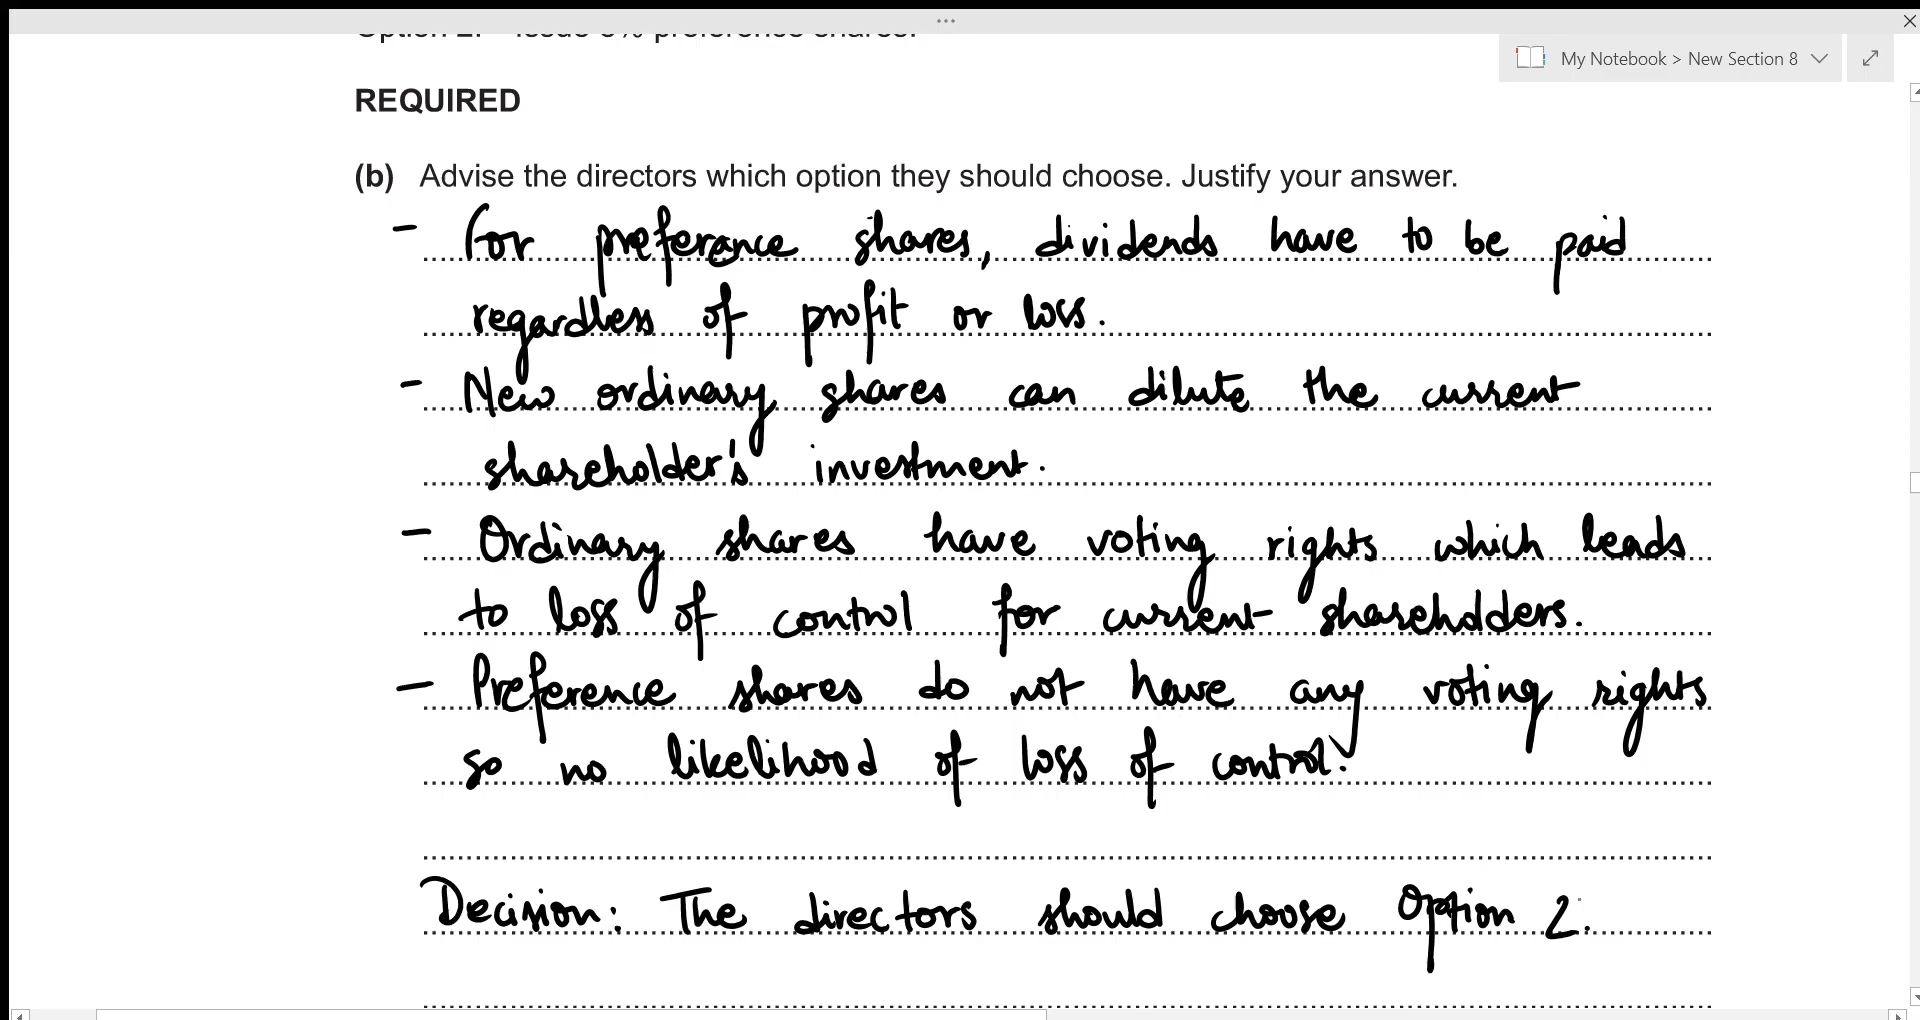 ...
My Notebook > New Section 8
REQUIRED
(b) Advise the directors which option they should choose. Justify your answer.
- For preferance shares, dividends have to be paid
regardless of profit or loss.
- New ordinary shares can dilute the current
shareholder's investment.
- Ordinary shares have voting rights which leads
to loss of control for current shareholders.
- Preference shares do not have any voting rights
so no likelihood of loss of control.
Decision: The directors should choose Option 2.